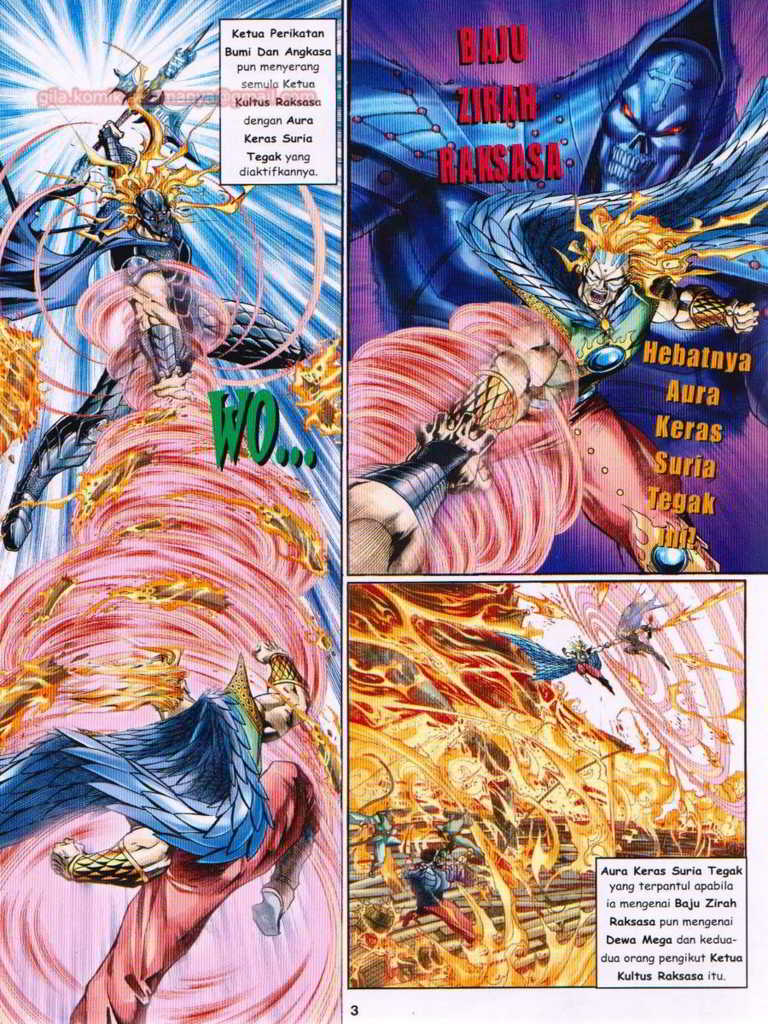 Ketua Perikatan
Bumi Dan Angkasa
pun menyerang
semula Ketua
Kultus Raksasa
dengan Aura
Keras Suria
Tegak yang
diaktifkannya.
WO...
BAJU
ZIRAH
RAKSASA
Hebatnya
Aura
Keras
Suria
Tegak
ini!
Aura Keras Suria Tegak
yang terpantul apabila
ia mengenai Baju Zirah
Raksasa pun mengenai
Dewa Mega dan kedua-
dua orang pengikut Ketua
Kultus Raksasa itu.
3